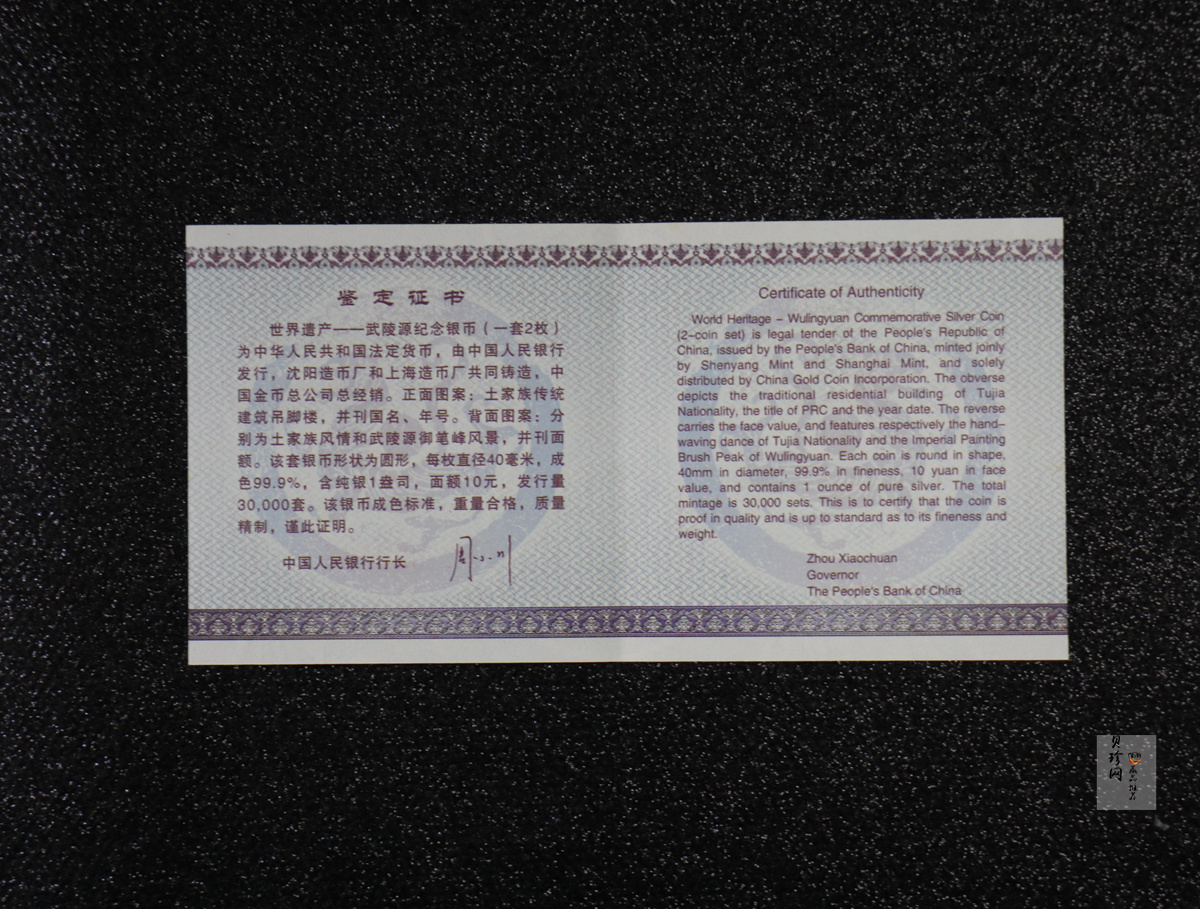 鉴定证书
世界遗产——武陵源纪念银币（一套2枚）
为中华人民共和国法定货币，由中国人民银行
发行，沈阳造币厂和上海造币厂共同铸造，中
国金币总公司总经销。正面图案：土家族传统
建筑吊脚楼，并刊国名、年号。背面图案：分
别为土家族风情和武陵源御笔峰风景，并刊面
额。该套银币形状为圆形，每枚直径40毫米，成
色99.9%，含纯银1盎司，面额10元，发行量
30,000套。该银币成色标准，重量合格，质量
精制，谨此证明。
中国人民银行行长
周小川
Certificate of Authenticity
World Heritage – Wulingyuan Commemorative Silver Coin
(2–coin set) is legal tender of the People's Republic of
China, issued by the People's Bank of China, minted joinly
by Shenyang Mint and Shanghai Mint, and solely
distributed by China Gold Coin Incorporation. The obverse
depicts the traditional residential building of Tujia
Nationality, the title of PRC and the year date. The reverse
carries the face value, and features respectively the hand–
waving dance of Tujia Nationality and the Imperial Painting
Brush Peak of Wulingyuan. Each coin is round in shape,
40mm in diameter, 99.9% in fineness, 10 yuan in face
value, and contains 1 ounce of pure silver. The total
mintage is 30,000 sets. This is to certify that the coin is
proof in quality and is up to standard as to its fineness and
weight.
Zhou Xiaochuan
Governor
The People's Bank of China
贝珍网